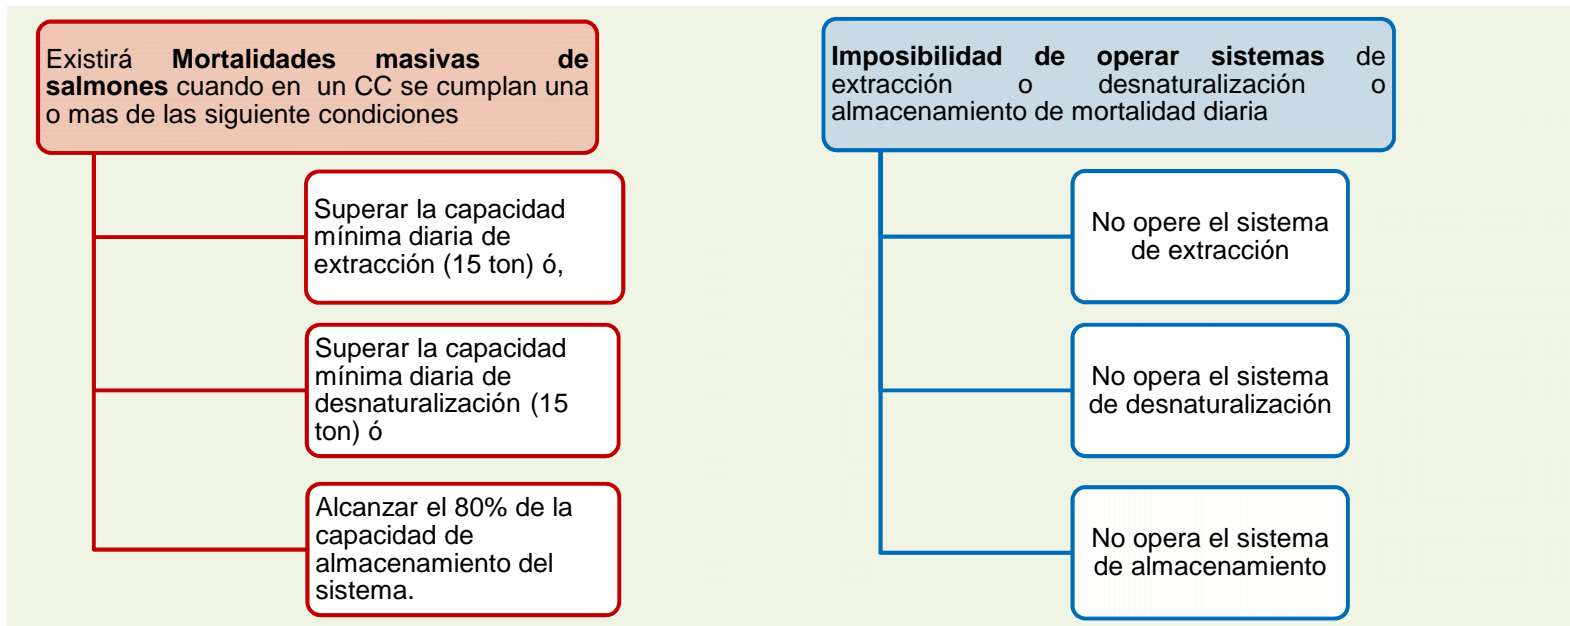 Existirá Mortalidades masivas de
salmones cuando en un CC se cumplan una
o mas de las siguiente condiciones
Superar la capacidad
mínima diaria de
extracción (15 ton) ó,
Superar la capacidad
mínima diaria de
desnaturalización (15
ton) ó
Alcanzar el 80% de la
capacidad de
almacenamiento del
sistema.
Imposibilidad de operar sistemas de
extracción o desnaturalización o
almacenamiento de mortalidad diaria
No opere el sistema
de extracción
No opera el sistema
de desnaturalización
No opera el sistema
de almacenamiento